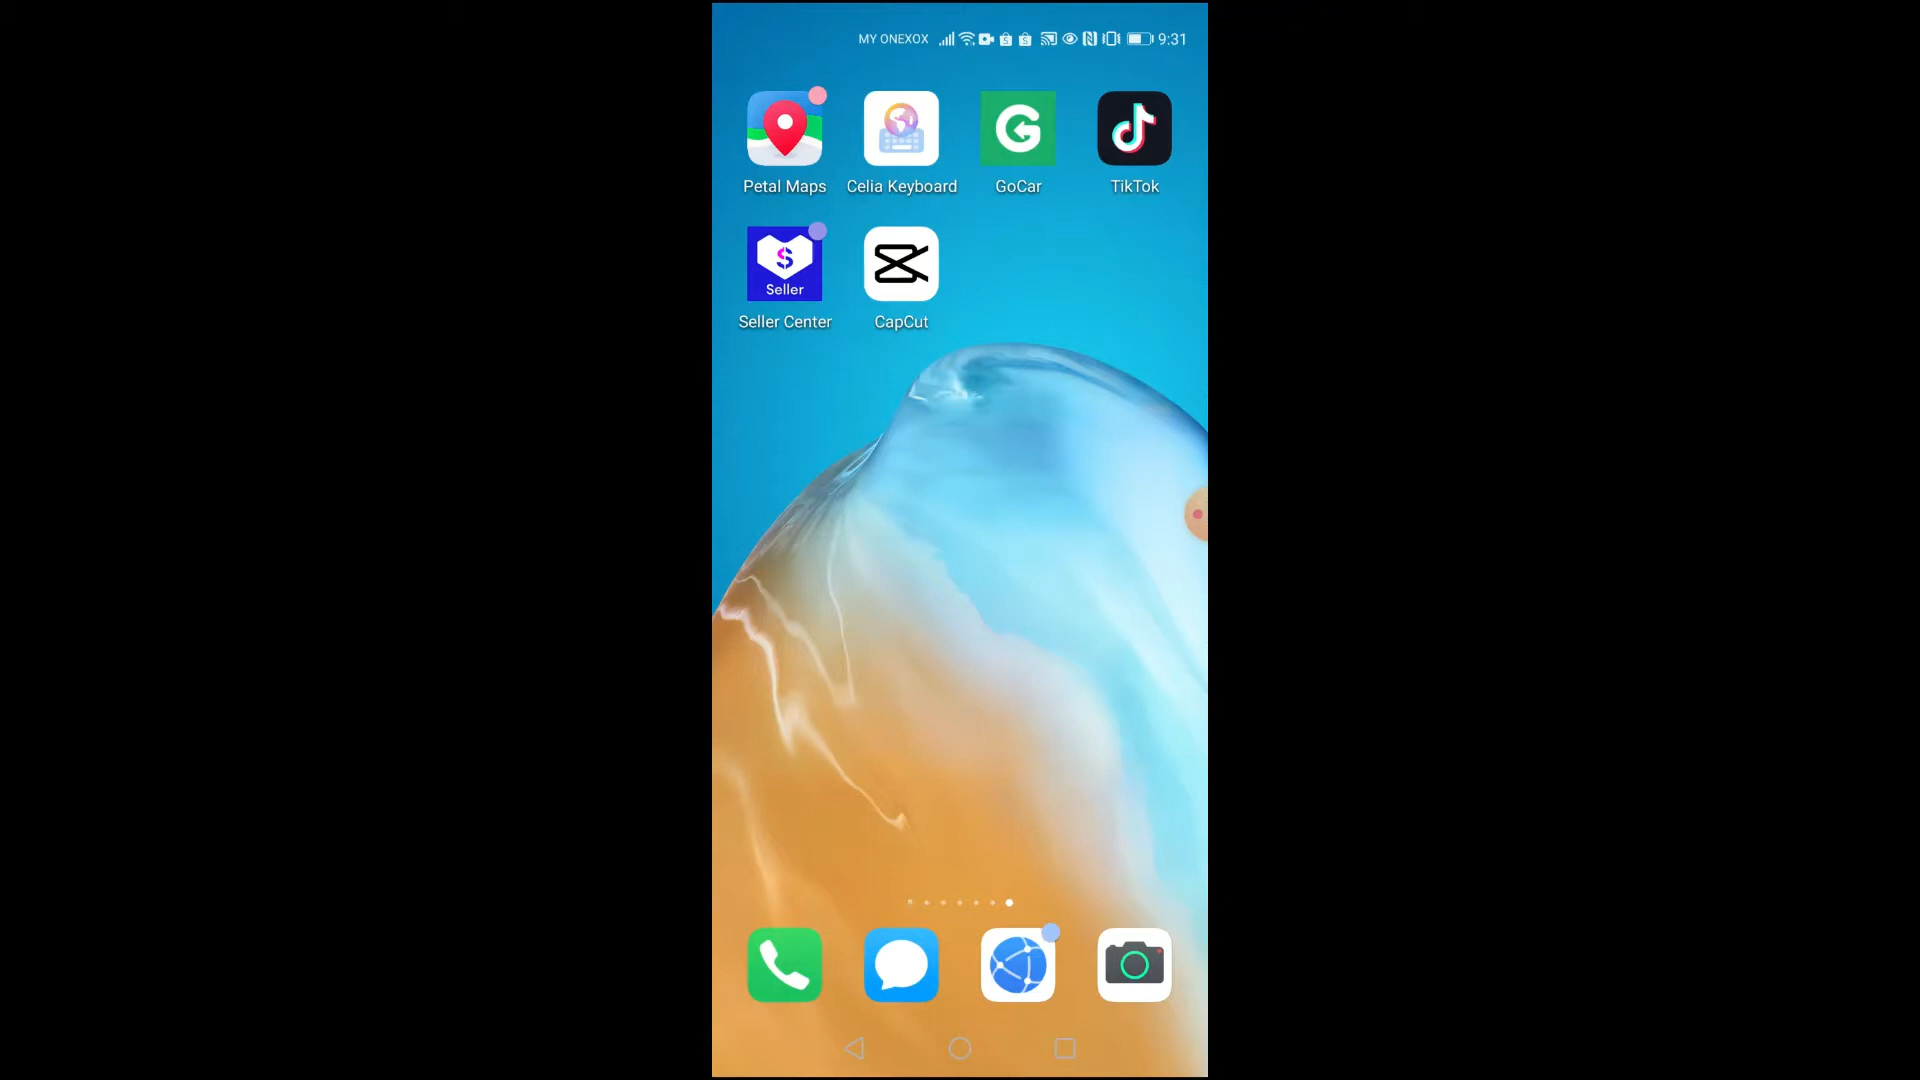 MY ONEXOX 9:31
Petal Maps Celia Keyboard GoCar TikTok
Seller
Seller Center CapCut